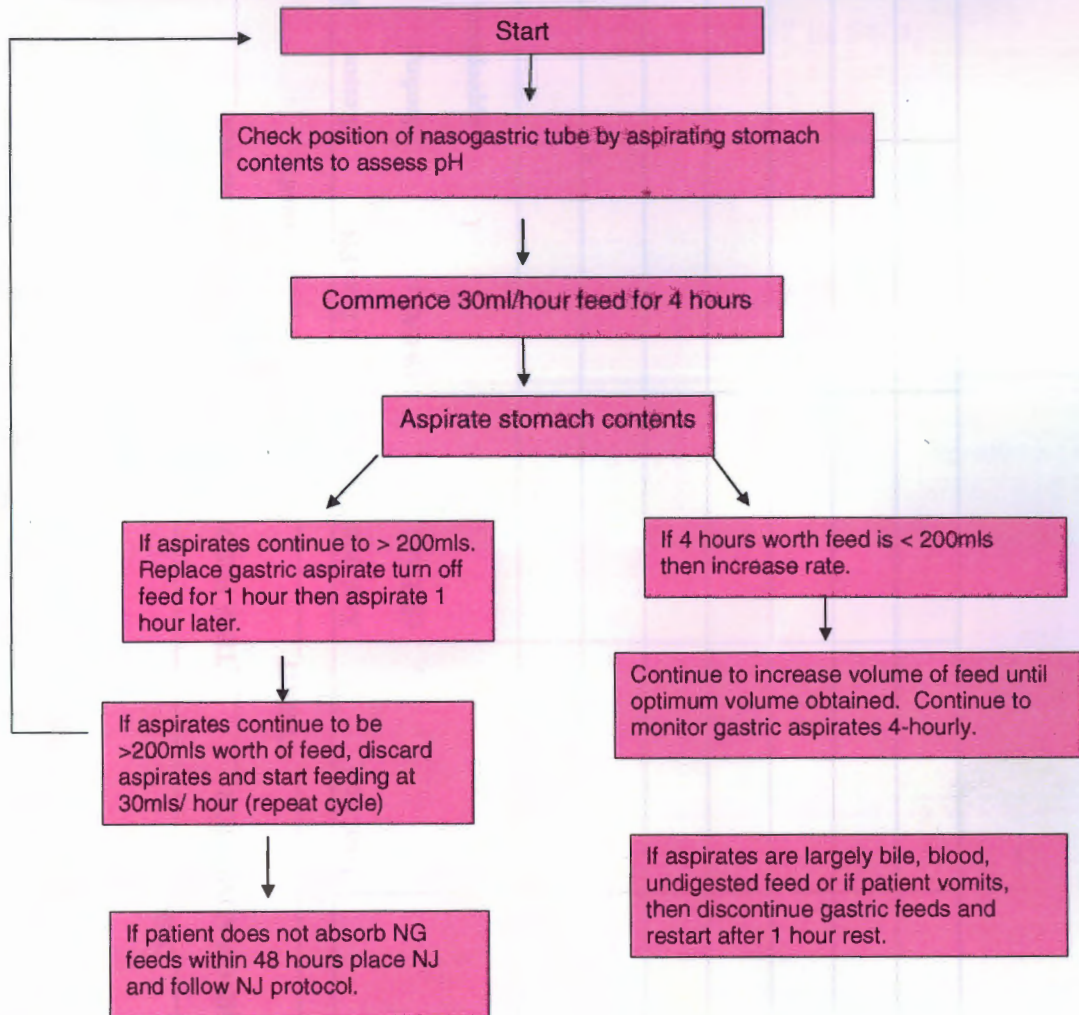 Start
Check position of nasogastric tube by aspirating stomach
contents to assess pH
Commence 30ml/hour feed for 4 hours
Aspirate stomach contents
If aspirates continue to > 200mls.
Replace gastric aspirate turn off
feed for 1 hour then aspirate 1
hour later.
If 4 hours worth feed is < 200mls
then increase rate.
If aspirates continue to be
>200mls worth of feed, discard
aspirates and start feeding at
30mls/ hour (repeat cycle)
Continue to increase volume of feed until
optimum volume obtained. Continue to
monitor gastric aspirates 4-hourly.
If patient does not absorb NG
feeds within 48 hours place NJ
and follow NJ protocol.
If aspirates are largely bile, blood,
undigested feed or if patient vomits,
then discontinue gastric feeds and
restart after 1 hour rest.